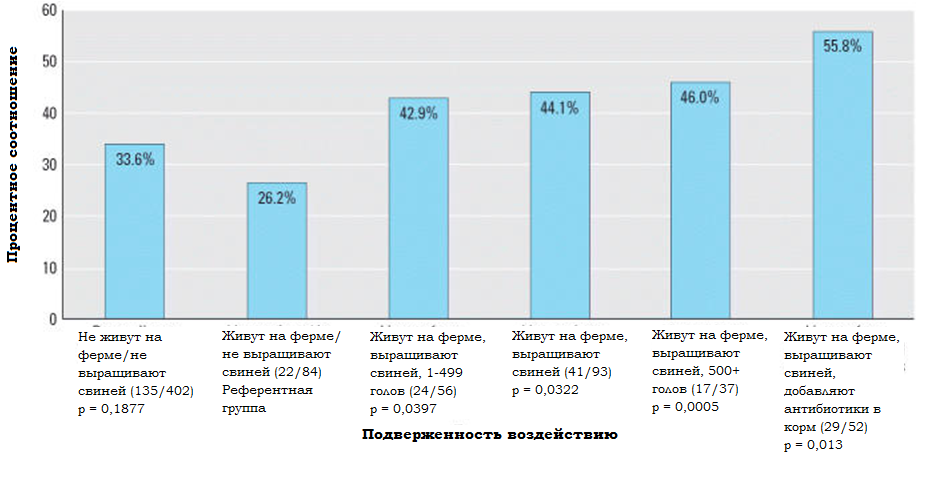 60
50
40
30
20
10
0
Процентное соотношение
33.6%
26.2%
42.9%
44.1%
46.0%
55.8%
Не живут на
ферме/не
выращивают
свиней (135/402)
p = 0,1877
Живут на ферме/
не выращивают
свиней (22/84)
Референтная
группа
Живут на ферме,
выращивают
свиней, 1-499
голов (24/56)
p = 0,0397
Живут на ферме,
выращивают
свиней (41/93)
p = 0,0322
Живут на ферме,
выращивают
свиней, 500+
голов (17/37)
p = 0,0005
Живут на ферме,
выращивают
свиней,
добавляют
антибиотики в
корм (29/52)
p = 0,013
Подверженность воздействию